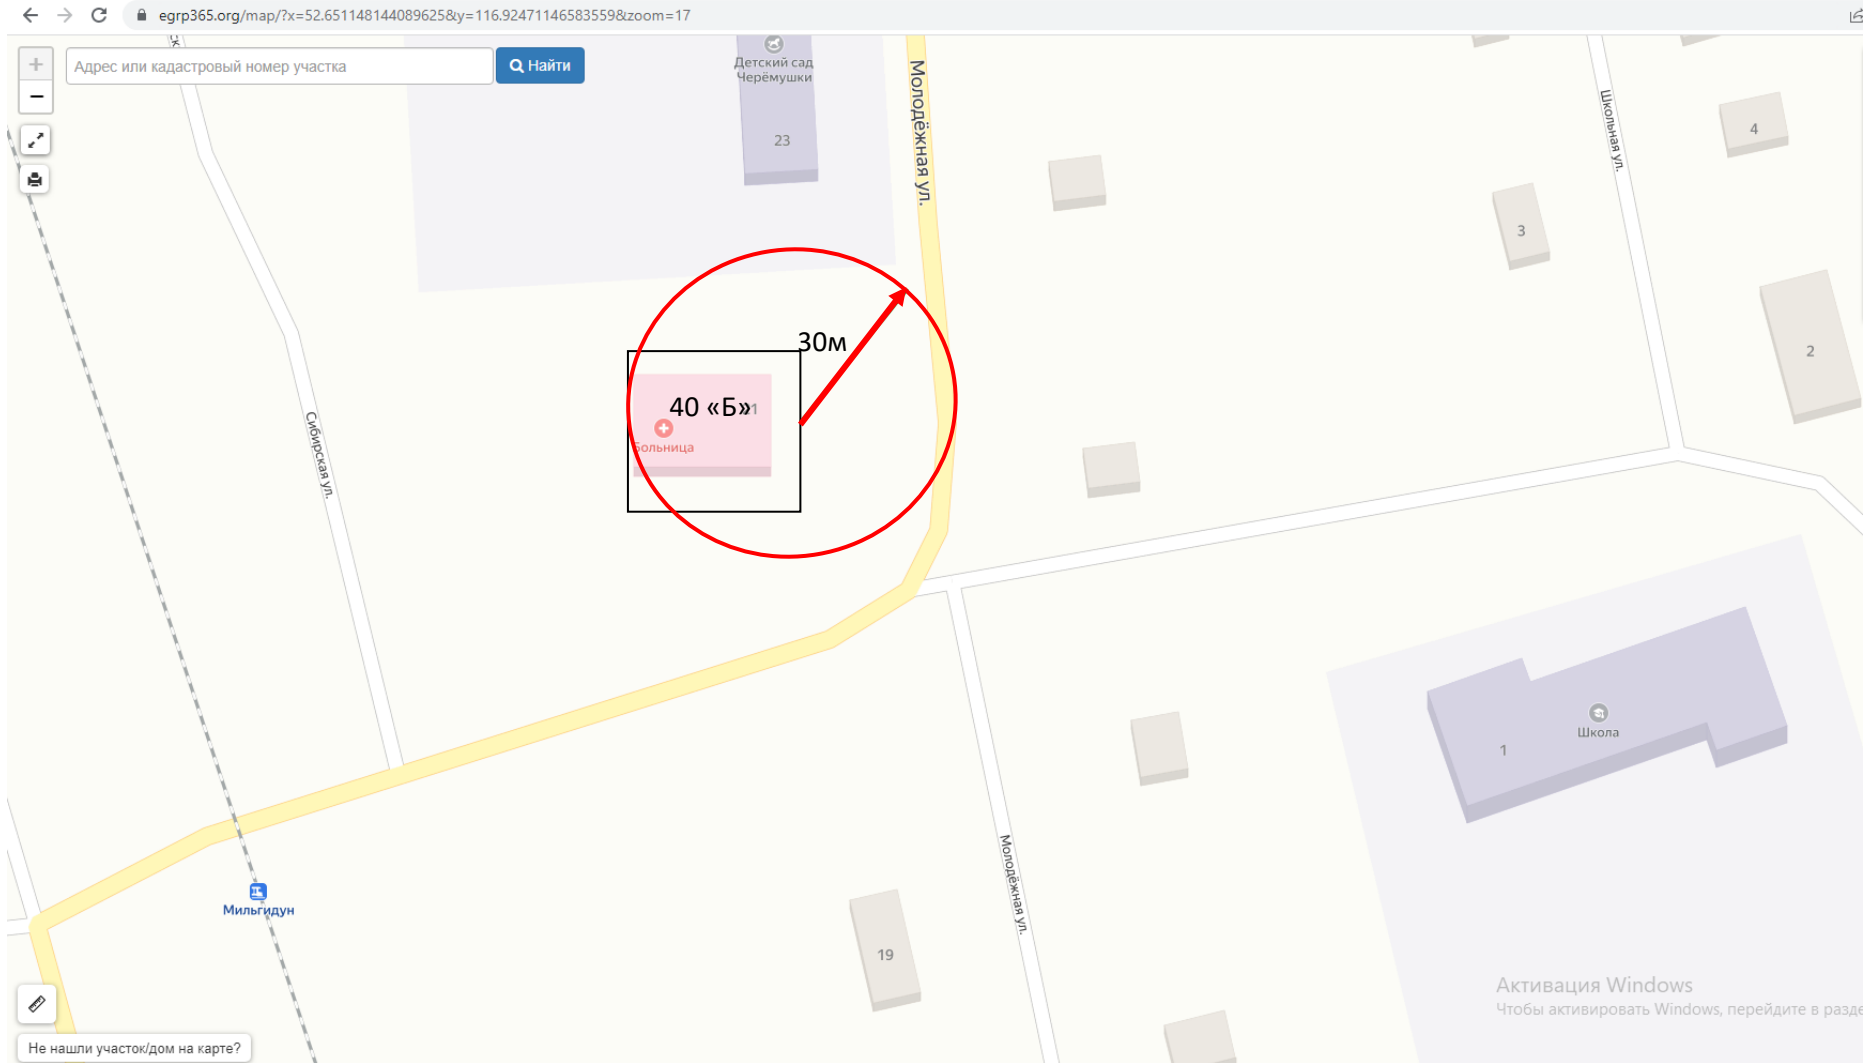 egrp365.org/map/?x=52.651148144089625&y=116.92471146583559&zoom=17
+
Адрес или кадастровый номер участка
Найти
−
Детский сад
Черёмушки
23
Молодёжная ул.
Школьная ул.
4
3
2
30м
40 «Б»
Больница
Сибирская ул.
Школа
1
Мильгидун
Молодёжная ул.
19
Активация Windows
Чтобы активировать Windows, перейдите в разде
Не нашли участок/дом на карте?